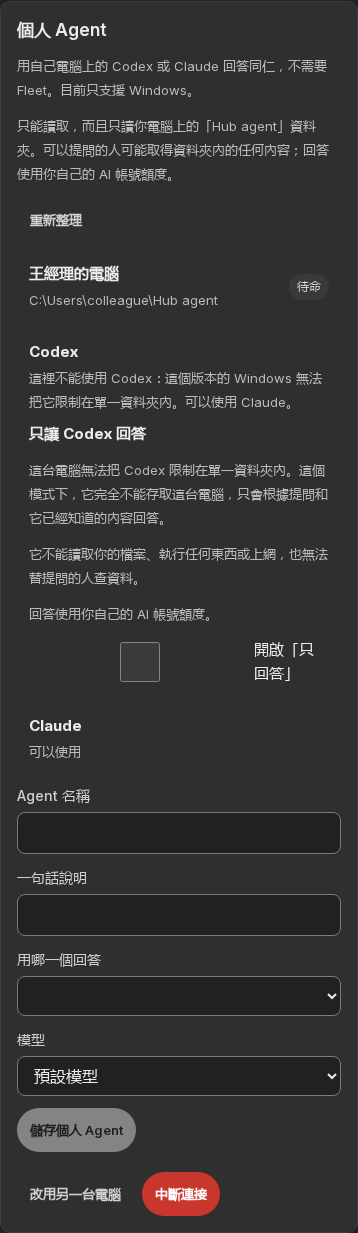 個人 Agent
用自己電腦上的 Codex 或 Claude 回答同仁，不需要
Fleet。目前只支援 Windows。
只能讀取，而且只讀你電腦上的「Hub agent」資料
夾。可以提問的人可能取得資料夾內的任何內容；回答
使用你自己的 AI 帳號額度。
重新整理
王經理的電腦
C:\Users\colleague\Hub agent
待命
Codex
這裡不能使用 Codex：這個版本的 Windows 無法
把它限制在單一資料夾內。可以使用 Claude。
只讓 Codex 回答
這台電腦無法把 Codex 限制在單一資料夾內。這個
模式下，它完全不能存取這台電腦，只會根據提問和
它已經知道的內容回答。
它不能讀取你的檔案、執行任何東西或上網，也無法
替提問的人查資料。
回答使用你自己的 AI 帳號額度。
開啟「只
回答」
Claude
可以使用
Agent 名稱
一句話說明
用哪一個回答
模型
預設模型
儲存個人 Agent
改用另一台電腦
中斷連接